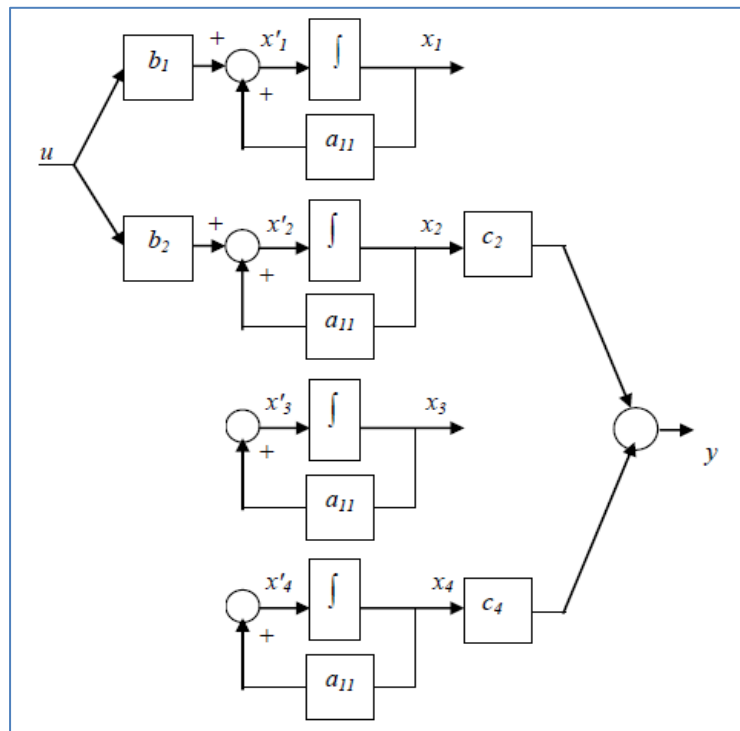 + x'₁ ∫ x₁
b₁
+
a₁₁
u
+ x'₂ ∫ x₂ c₂
b₂
+
a₁₁
x'₃ ∫ x₃
+
y
a₁₁
x'₄ ∫ x₄ c₄
+
a₁₁